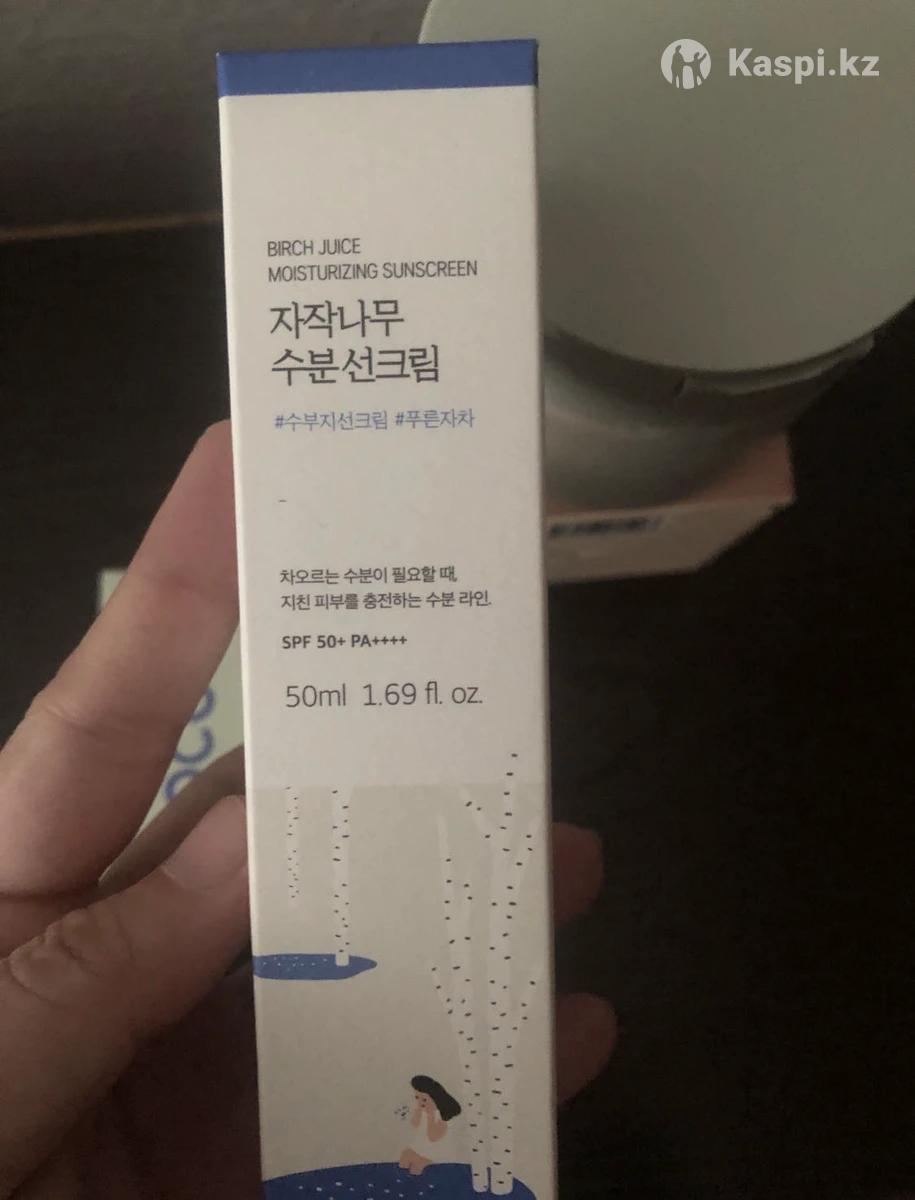 Kaspi.kz
BIRCH JUICE
MOISTURIZING SUNSCREEN
자작나무
수분 선크림
#수부지선크림 #푸른자차
차오르는 수분이 필요할 때,
지친 피부를 충전하는 수분 라인.
SPF 50+ PA++++
50ml 1.69 fl. oz.